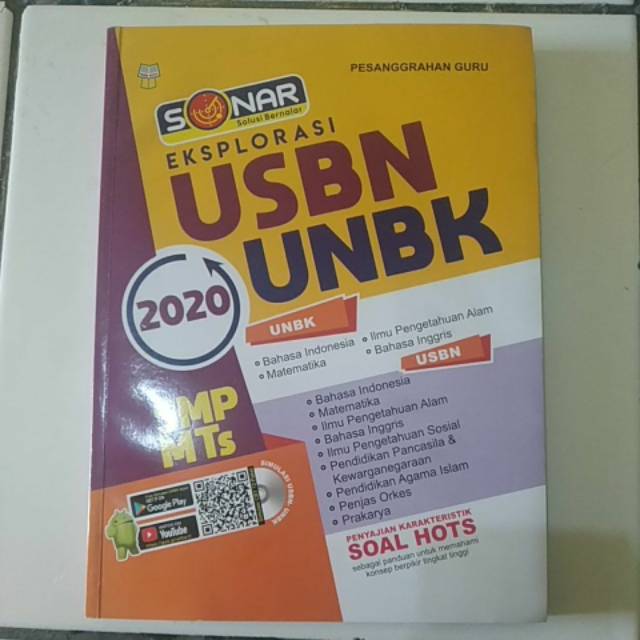 PESANGGRAHAN GURU
SONAR
Solusi Bernalar
EKSPLORASI
USBN
UNBK
2020
UNBK
Bahasa Indonesia
Matematika
Ilmu Pengetahuan Alam
Bahasa Inggris
USBN
Bahasa Indonesia
Matematika
Ilmu Pengetahuan Alam
Bahasa Inggris
Ilmu Pengetahuan Sosial
Pendidikan Pancasila &
Kewarganegaraan
Pendidikan Agama Islam
Penjas Orkes
Prakarya
SMP
MTs
Google Play
YouTube
SIMULASI USBN, UNBK
PENYAJIAN KARAKTERISTIK
SOAL HOTS
sebagai panduan untuk memahami
konsep berpikir tingkat tinggi